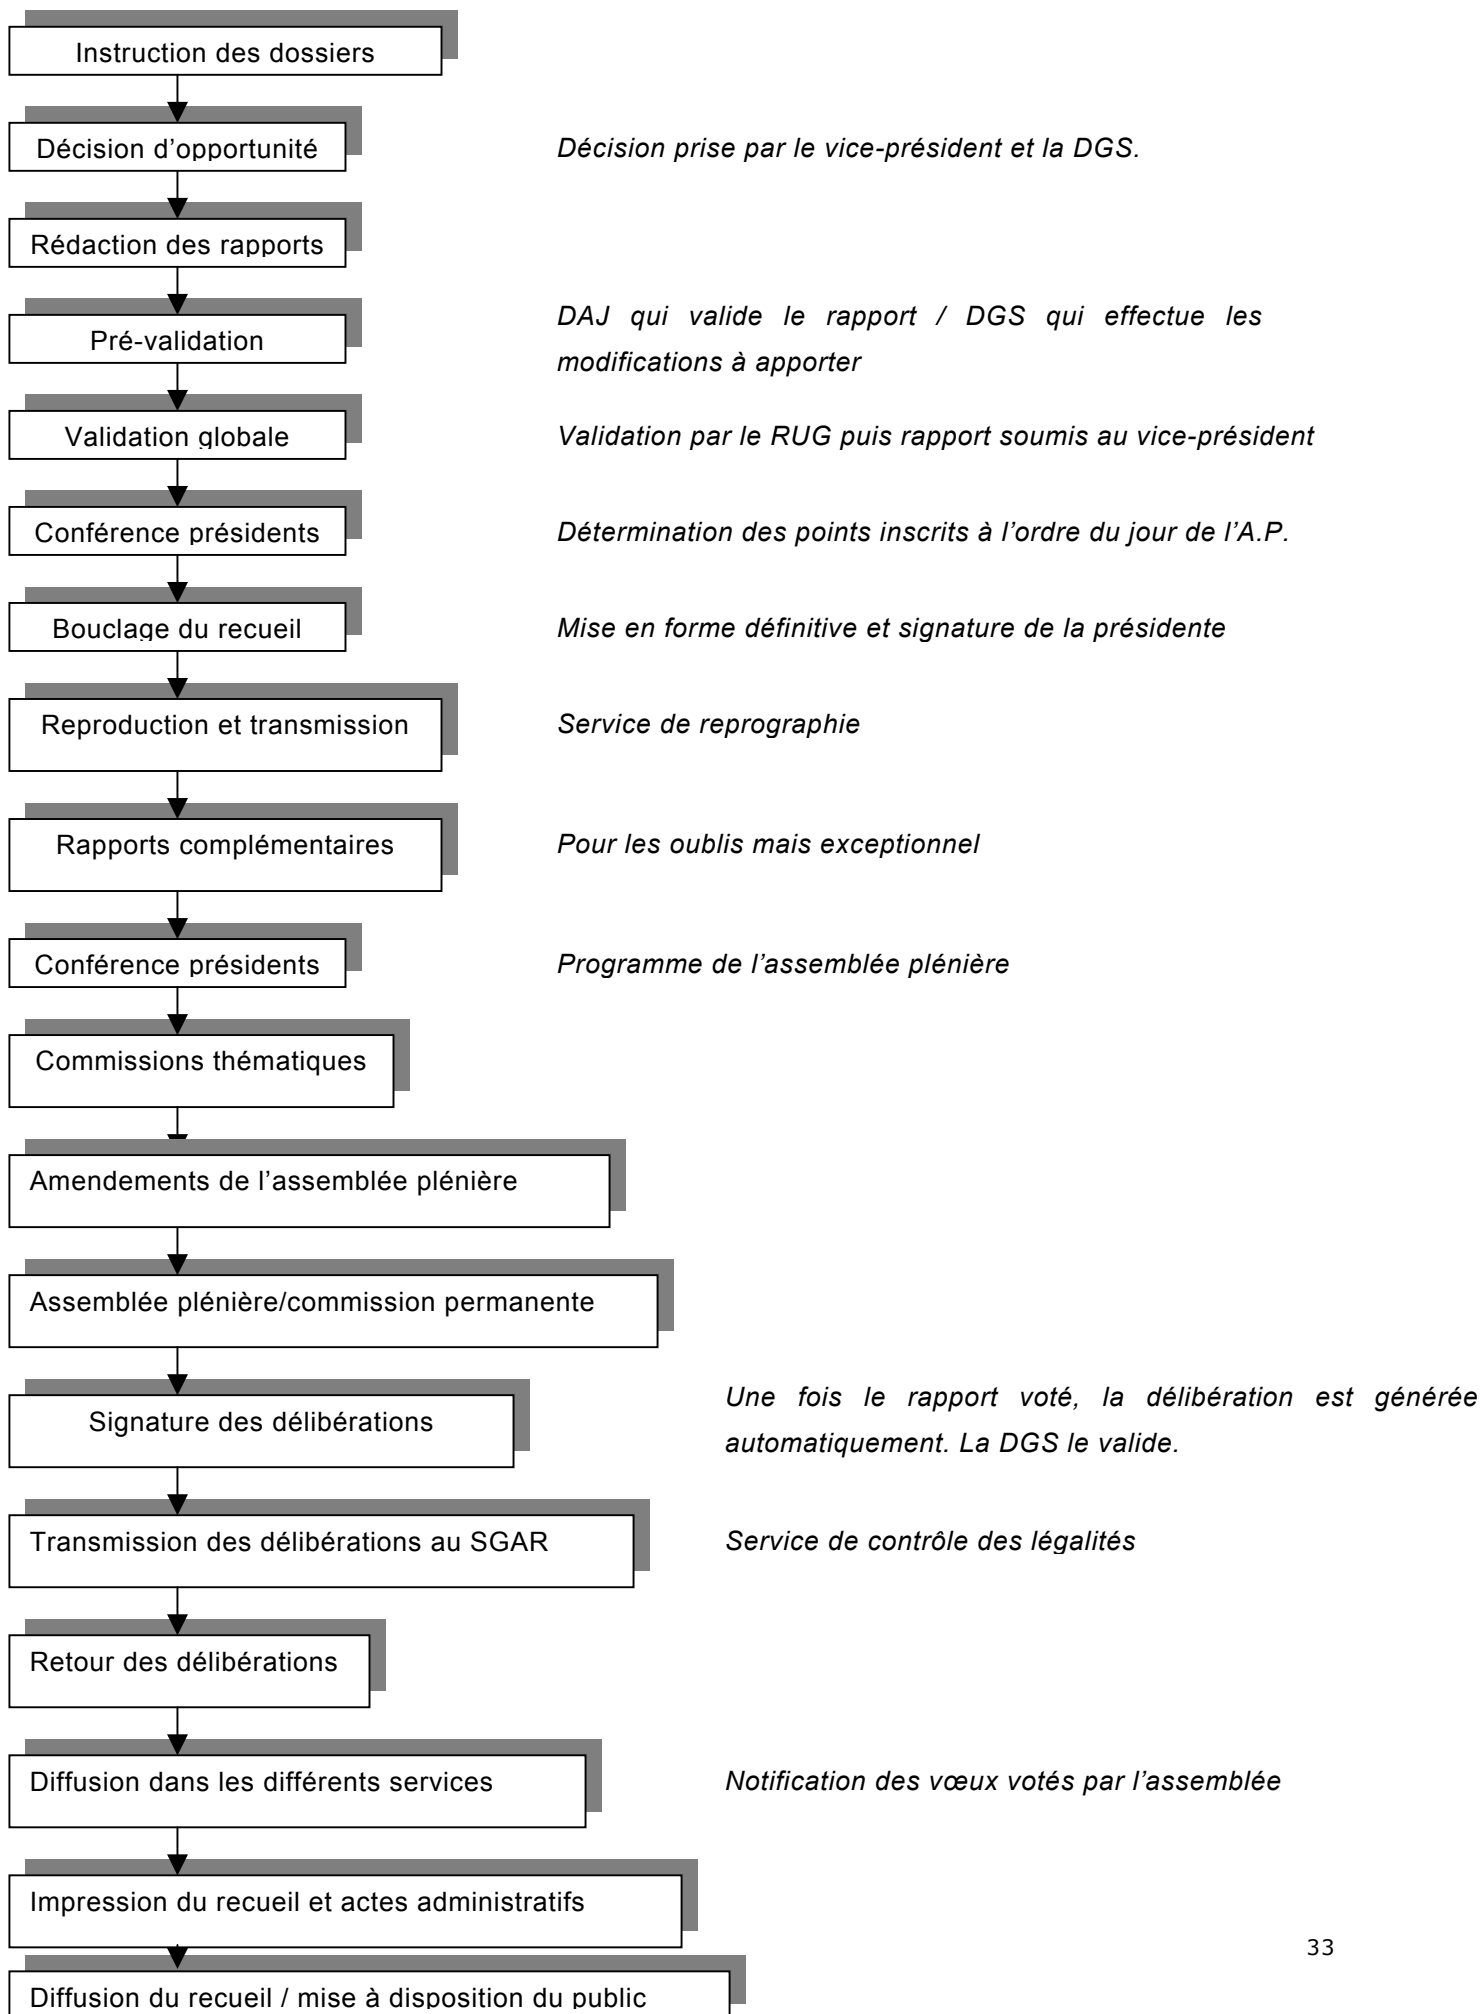 Instruction des dossiers
Décision d’opportunité
Décision prise par le vice-président et la DGS.
Rédaction des rapports
Pré-validation
DAJ qui valide le rapport / DGS qui effectue les
modifications à apporter
Validation globale
Validation par le RUG puis rapport soumis au vice-président
Conférence présidents
Détermination des points inscrits à l’ordre du jour de l’A.P.
Bouclage du recueil
Mise en forme définitive et signature de la présidente
Reproduction et transmission
Service de reprographie
Rapports complémentaires
Pour les oublis mais exceptionnel
Conférence présidents
Programme de l’assemblée plénière
Commissions thématiques
Amendements de l’assemblée plénière
Assemblée plénière/commission permanente
Signature des délibérations
Une fois le rapport voté, la délibération est générée
automatiquement. La DGS le valide.
Transmission des délibérations au SGAR
Service de contrôle des légalités
Retour des délibérations
Diffusion dans les différents services
Notification des vœux votés par l’assemblée
Impression du recueil et actes administratifs
33
Diffusion du recueil / mise à disposition du public